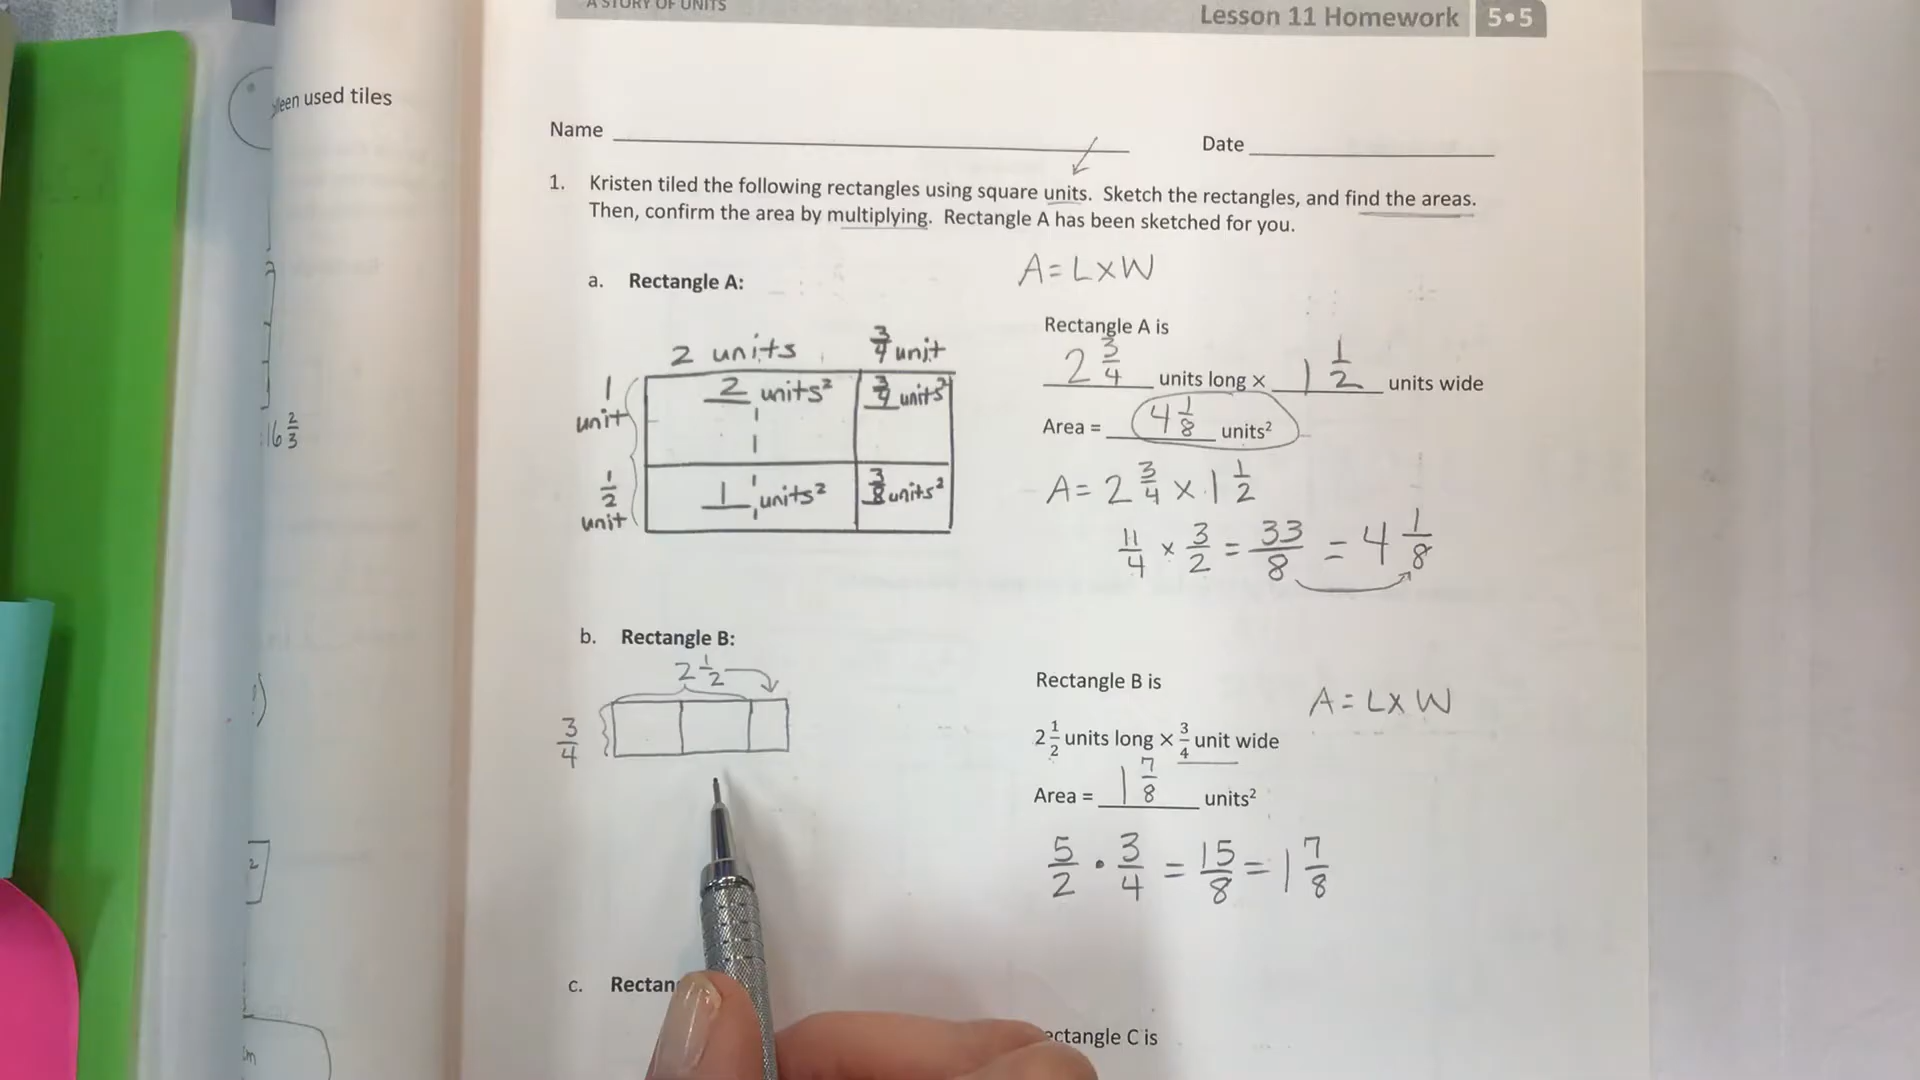 A STORY OF UNITS
Lesson 11 Homework 5•5
een used tiles
Name
Date
1. Kristen tiled the following rectangles using square units. Sketch the rectangles, and find the areas.
Then, confirm the area by multiplying. Rectangle A has been sketched for you.
A = L x W
a. Rectangle A:
Rectangle A is
2 units 3/4 unit
1 unit
2 units² 3/4 units²
2 3/4 units long × 1 1/2 units wide
Area = 4 1/8 units²
16 2/3
1/2 unit
1 units² 3/8 units²
A = 2 3/4 x 1 1/2
11/4 x 3/2 = 33/8 = 4 1/8
b. Rectangle B:
2 1/2
3/4
Rectangle B is
A = L x W
2 1/2 units long × 3/4 unit wide
Area = 1 7/8 units²
5/2 • 3/4 = 15/8 = 1 7/8
c. Rectan
ectangle C is